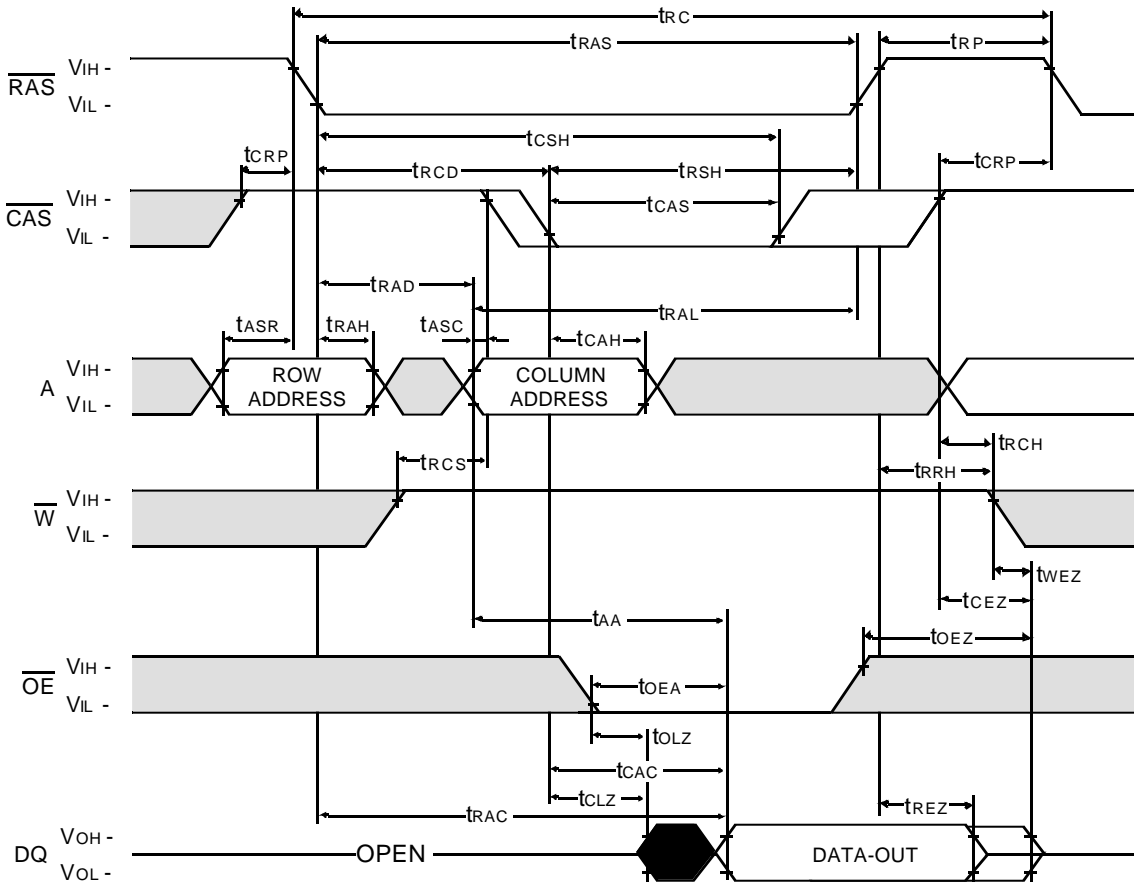 tRC
tRAS tRP
RAS VIH -
VIL -
tCSH
tCRP tRCD tRSH tCRP
CAS VIH -
tCAS
VIL -
tRAD
tRAL
tASR tRAH tASC tCAH
A VIH -
VIL -
ROW
ADDRESS
COLUMN
ADDRESS
tRCH
tRCS tRRH
W VIH -
VIL -
tWEZ
tCEZ
tAA
tOEZ
OE VIH -
VIL -
tOEA
tOLZ
tCAC
tCLZ
tRAC tREZ
DQ VOH -
VOL -
OPEN DATA-OUT